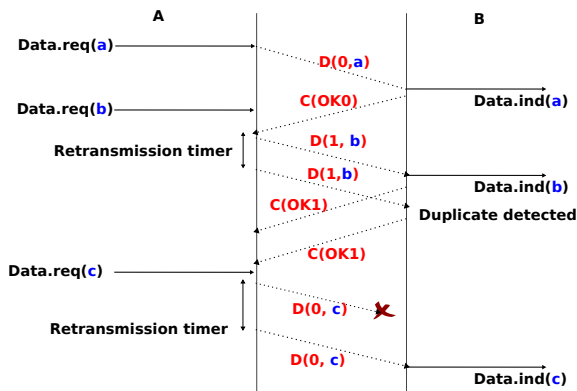 A B
Data.req(a)
D(0,a)
C(OK0)
Data.ind(a)
Data.req(b)
D(1, b)
Retransmission timer
D(1,b)
Data.ind(b)
C(OK1)
Duplicate detected
C(OK1)
Data.req(c)
D(0, c)
Retransmission timer
D(0, c)
Data.ind(c)